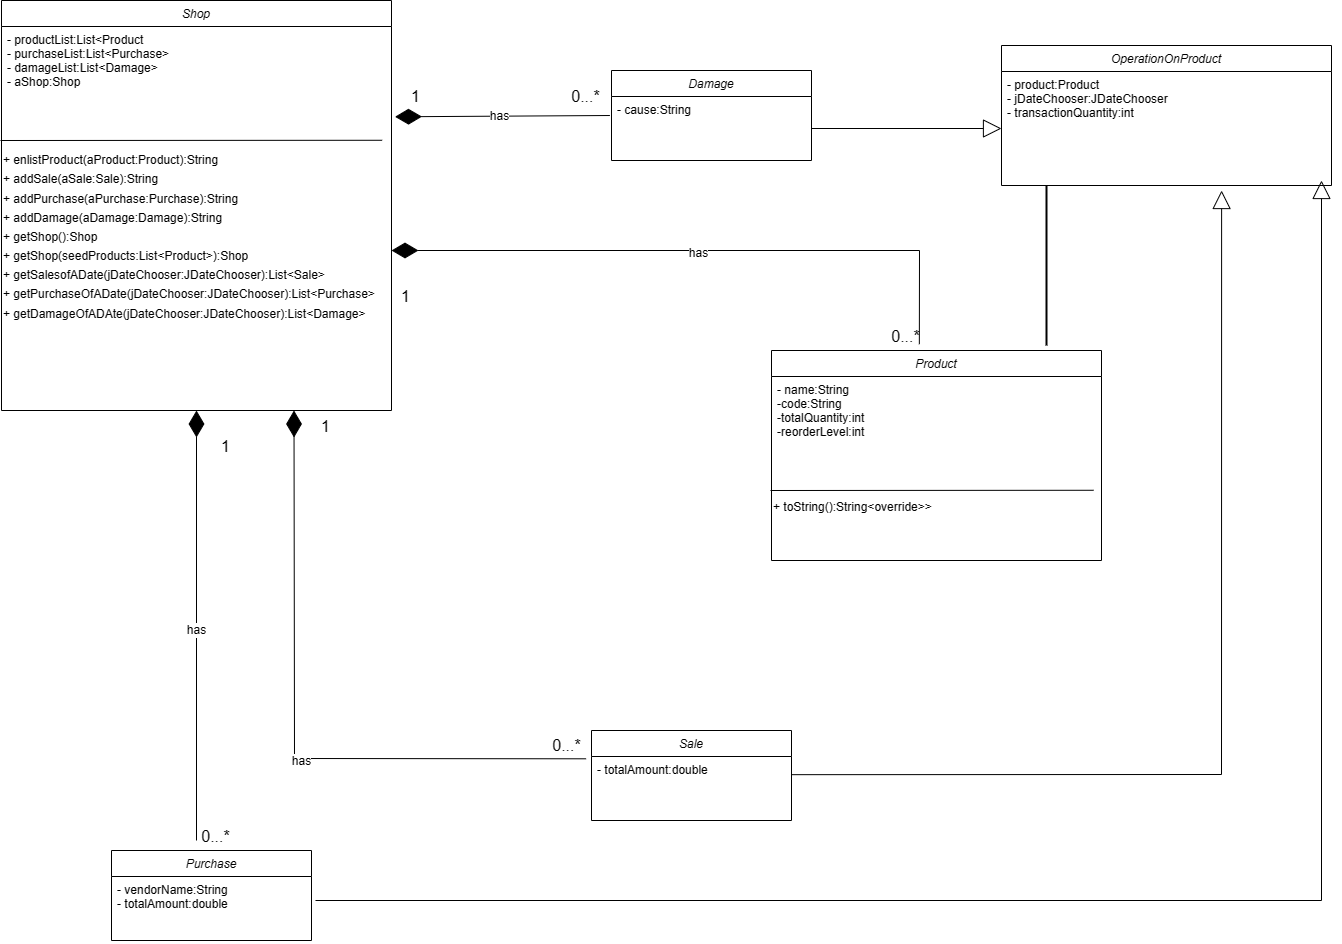 Shop
- productList:List<Product
- purchaseList:List<Purchase>
- damageList:List<Damage>
- aShop:Shop
+ enlistProduct(aProduct:Product):String
+ addSale(aSale:Sale):String
+ addPurchase(aPurchase:Purchase):String
+ addDamage(aDamage:Damage):String
+ getShop():Shop
+ getShop(seedProducts:List<Product>):Shop
+ getSalesofADate(jDateChooser:JDateChooser):List<Sale>
+ getPurchaseOfADate(jDateChooser:JDateChooser):List<Purchase>
+ getDamageOfADAte(jDateChooser:JDateChooser):List<Damage>
1
has
0...*
Damage
- cause:String
OperationOnProduct
- product:Product
- jDateChooser:JDateChooser
- transactionQuantity:int
has
1
0...*
Product
- name:String
-code:String
-totalQuantity:int
-reorderLevel:int
+ toString():String<override>>
1
1
has
has
0...*
Sale
- totalAmount:double
0...*
Purchase
- vendorName:String
- totalAmount:double